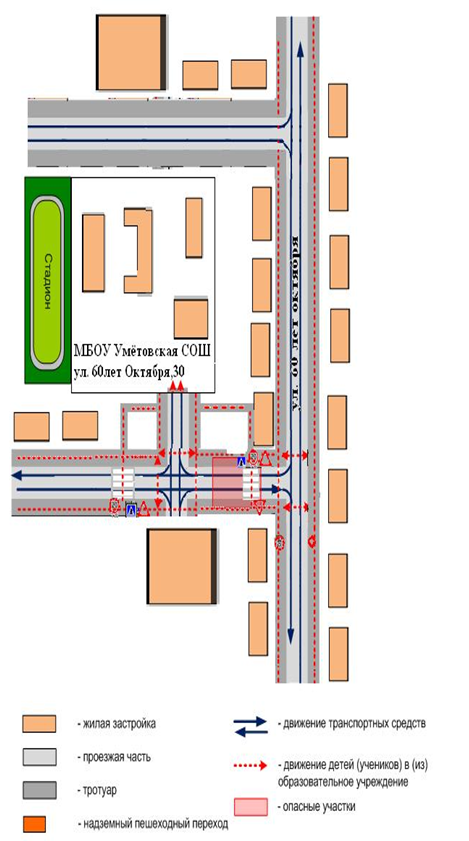 ул. 60 лет октября
Стадион
МБОУ Умётовская СОШ
ул. 60лет Октября,30
- жилая застройка
- проезжая часть
- тротуар
- надземный пешеходный переход
- движение транспортных средств
- движение детей (учеников) в (из)
образовательное учреждение
- опасные участки